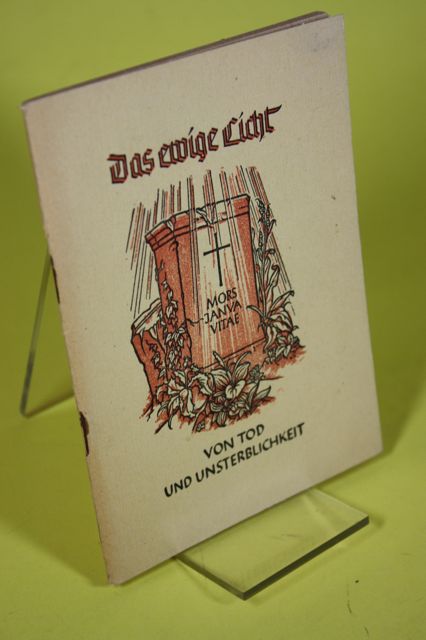 Das ewige Licht
MORS
JANVA
VITAE
VON TOD
UND UNSTERBLICHKEIT